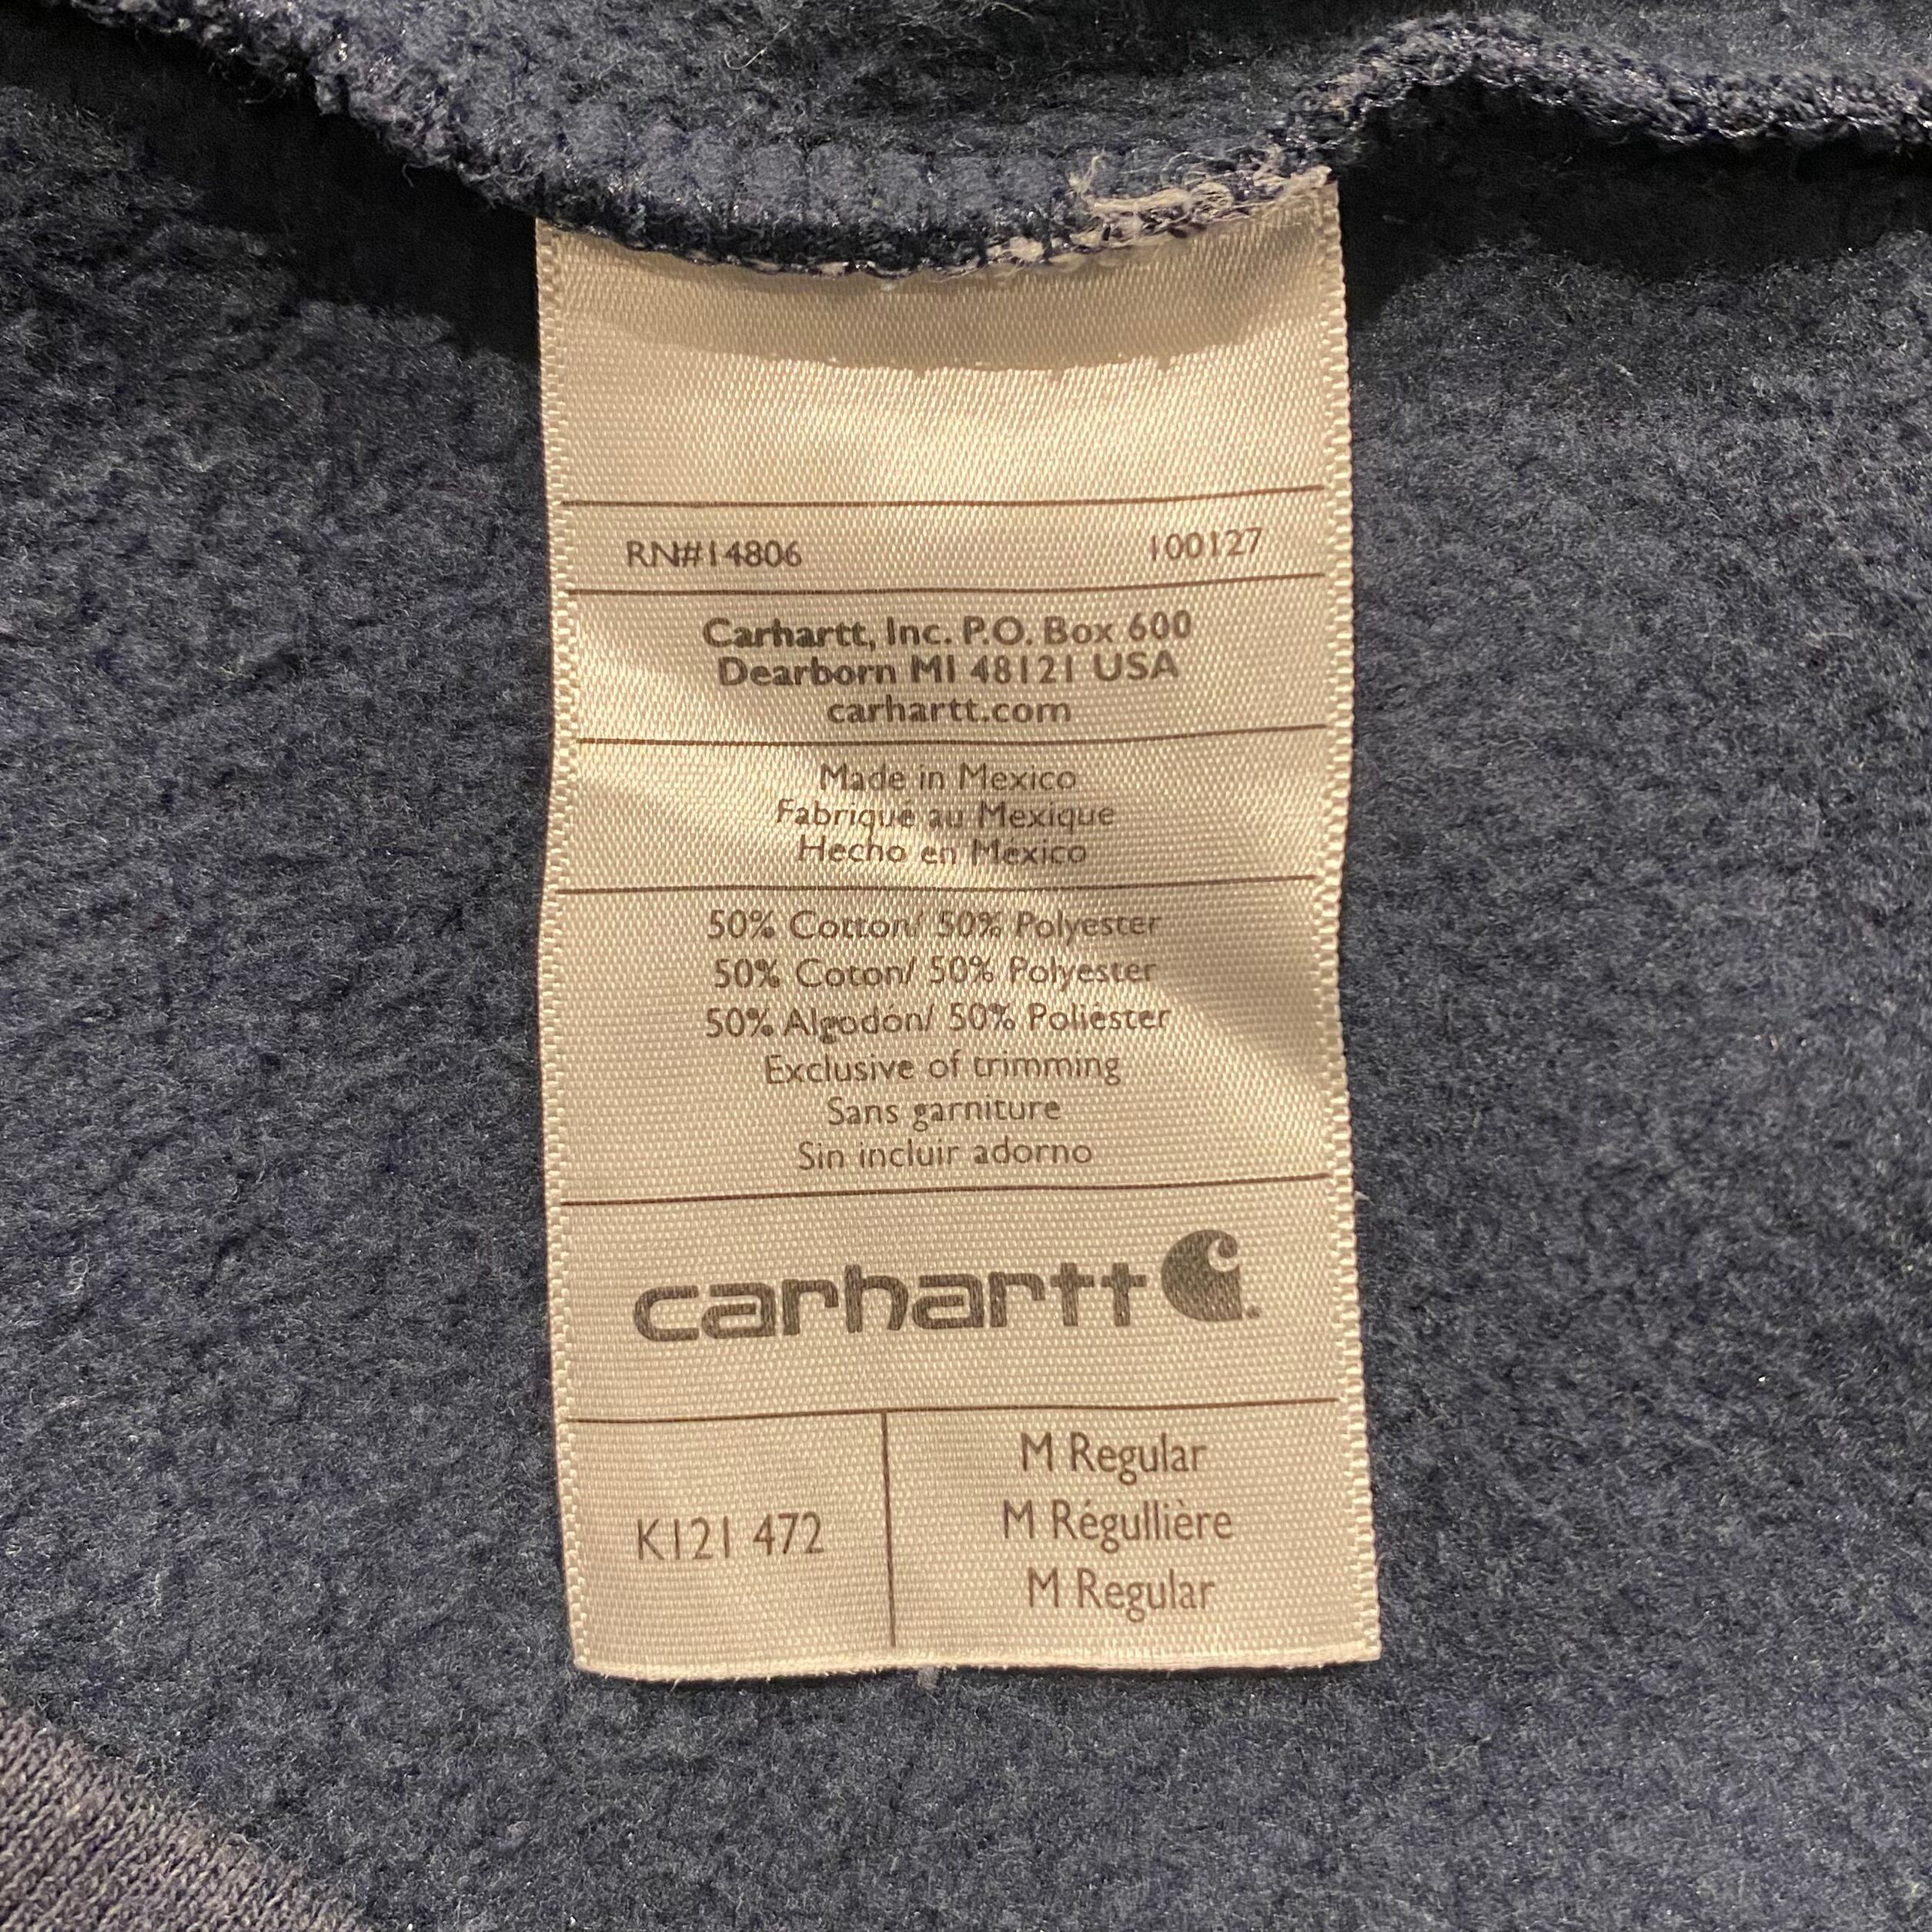 RN#14806 100127
Carhartt, Inc. P.O. Box 600
Dearborn MI 48121 USA
carhartt.com
Made in Mexico
Fabriqué au Mexique
Hecho en Mexico
50% Cotton/ 50% Polyester
50% Coton/ 50% Polyester
50% Algodón/ 50% Poliéster
Exclusive of trimming
Sans garniture
Sin incluir adorno
carhartt
K121 472
M Regular
M Régullière
M Regular